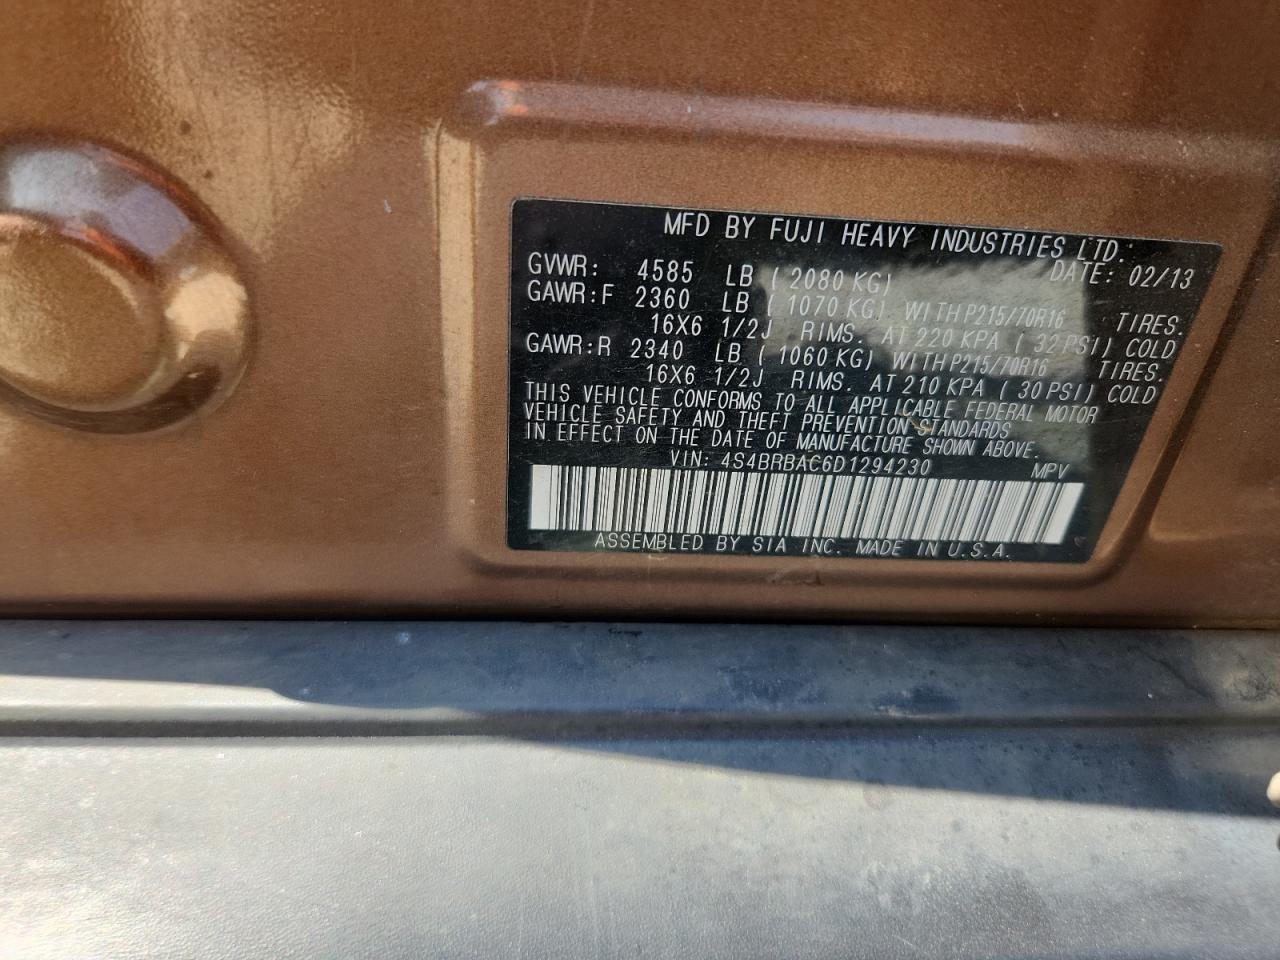 MFD BY FUJI HEAVY INDUSTRIES LTD.
DATE: 02/13
GVWR: 4585 LB ( 2080 KG)
GAWR:F 2360 LB ( 1070 KG) WITH P215/70R16 TIRES.
16X6 1/2J RIMS. AT 220 KPA ( 32 PSI) COLD
GAWR:R 2340 LB ( 1060 KG) WITH P215/70R16 TIRES.
16X6 1/2J RIMS. AT 210 KPA ( 30 PSI) COLD
THIS VEHICLE CONFORMS TO ALL APPLICABLE FEDERAL MOTOR
VEHICLE SAFETY AND THEFT PREVENTION STANDARDS
IN EFFECT ON THE DATE OF MANUFACTURE SHOWN ABOVE.
VIN: 4S4BRBAC6D1294230 MPV
ASSEMBLED BY SIA INC. MADE IN U.S.A.